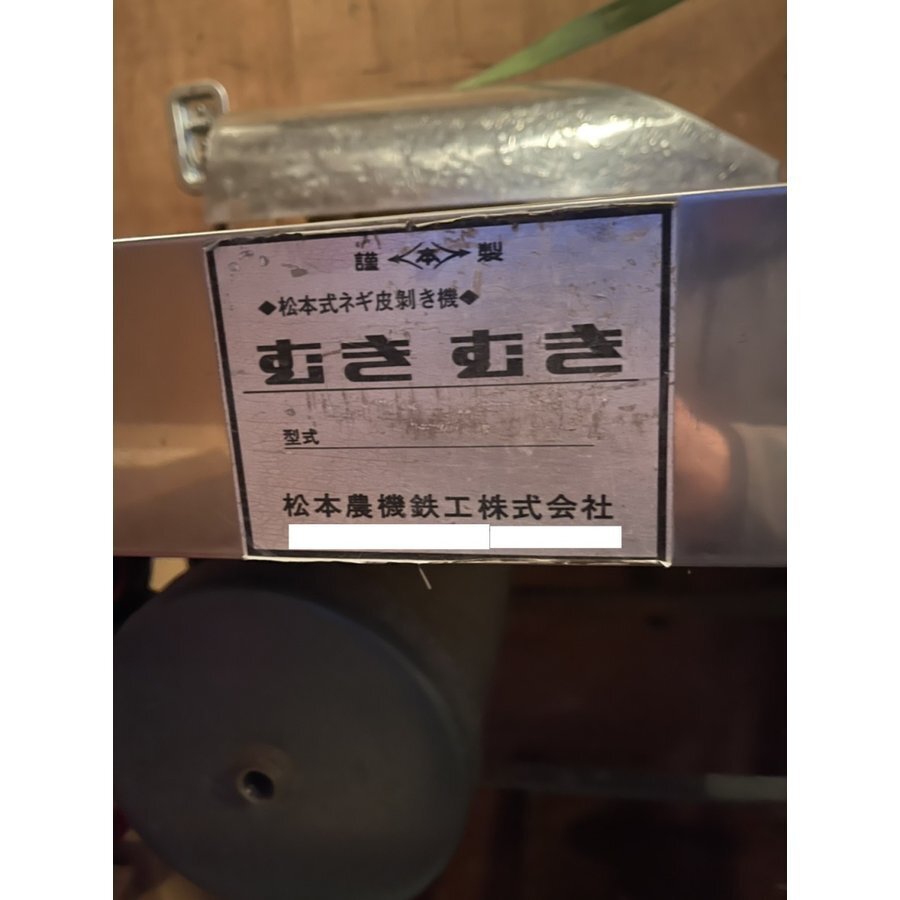 謹 本 製
◆松本式ネギ皮剝き機◆
むき むき
型式
松本農機鉄工株式会社